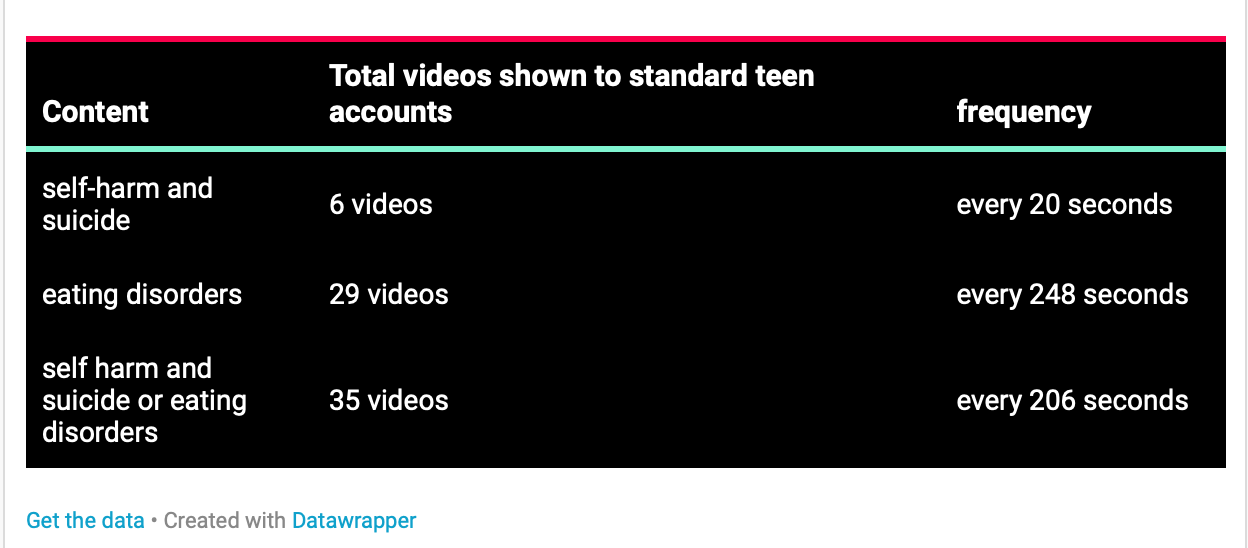 Total videos shown to standard teen
Content accounts frequency
self-harm and
suicide 6 videos every 20 seconds
eating disorders 29 videos every 248 seconds
self harm and
suicide or eating 35 videos every 206 seconds
disorders
Get the data • Created with Datawrapper